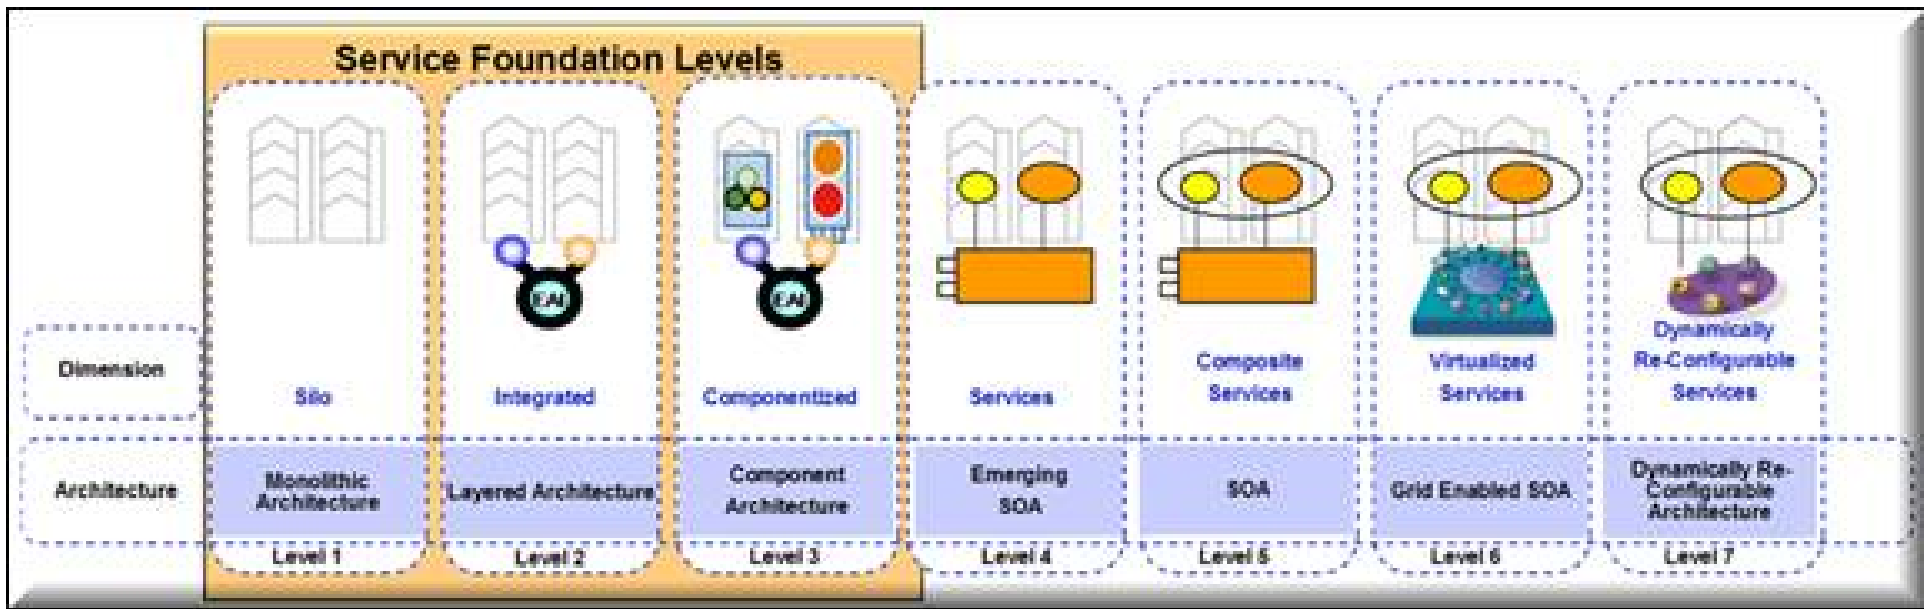 Service Foundation Levels
EAI
EAI
Dimension
Silo
Integrated
Componentized
Services
Composite
Services
Virtualized
Services
Dynamically
Re-Configurable
Services
Architecture
Monolithic
Architecture
Layered Architecture
Component
Architecture
Emerging
SOA
SOA
Grid Enabled SOA
Dynamically Re-
Configurable
Architecture
Level 1
Level 2
Level 3
Level 4
Level 5
Level 6
Level 7